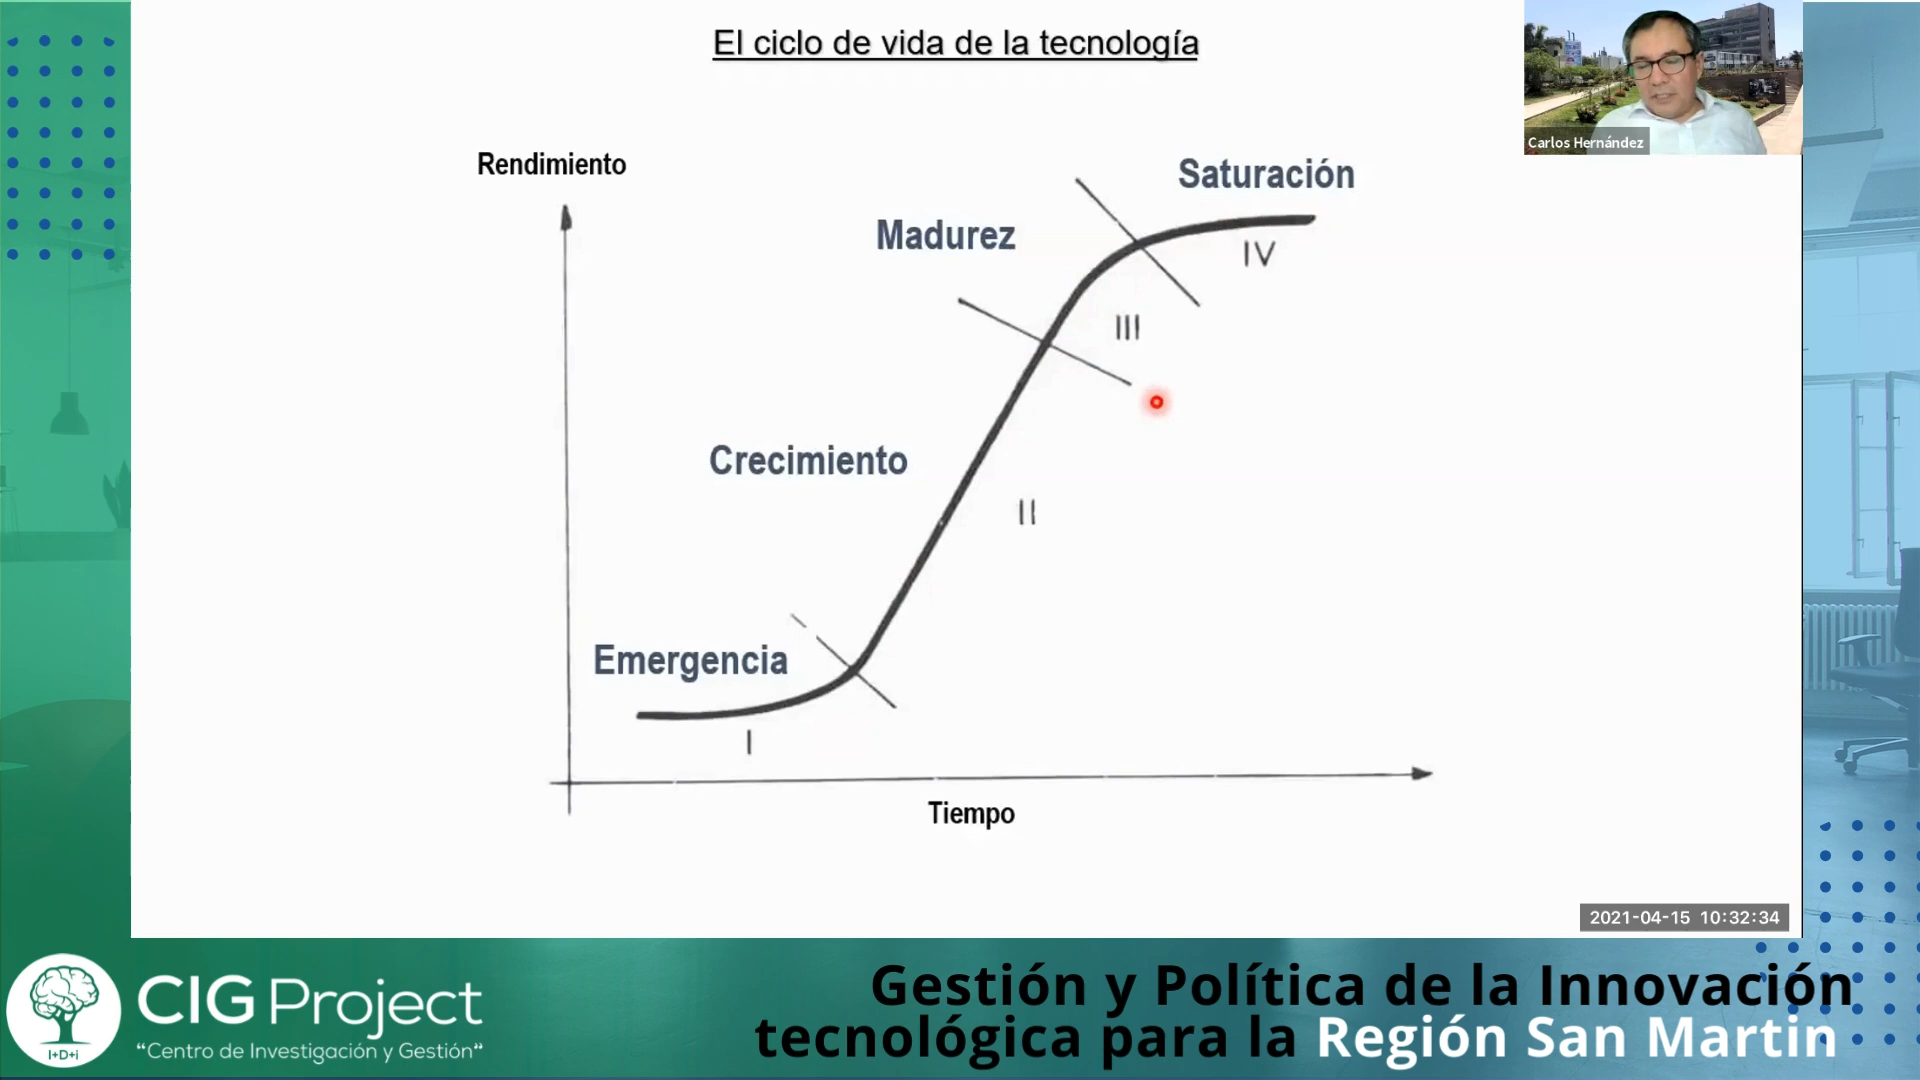 El ciclo de vida de la tecnología
Carlos Hernández
Rendimiento
Saturación
Madurez
IV
III
Crecimiento
II
Emergencia
I
Tiempo
2021-04-15 10:32:34
CIG Project
“Centro de Investigación y Gestión“
I+D+i
Gestión y Política de la Innovación
tecnológica para la Región San Martin